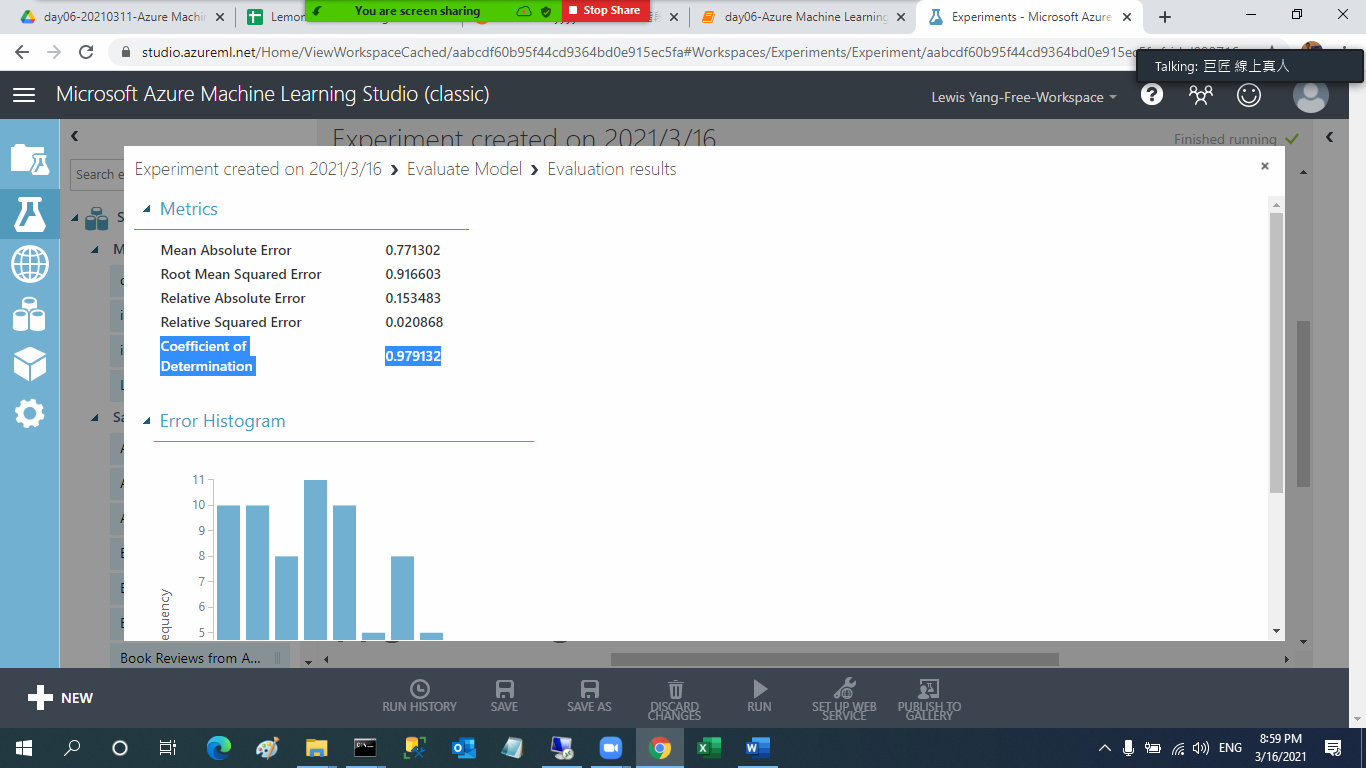 day06-20210311-Azure Machi
Lemon
You are screen sharing
Stop Share
day06-Azure Machine Learning
Experiments - Microsoft Azure
studio.azureml.net/Home/ViewWorkspaceCached/aabcdf60b95f44cd9364bd0e915ec5fa#Workspaces/Experiments/Experiment/aabcdf60b95f44cd9364bd0e915ec
Talking: 巨匠 線上真人
Microsoft Azure Machine Learning Studio (classic)
Lewis Yang-Free-Workspace
Experiment created on 2021/3/16
Finished running
Search e
Experiment created on 2021/3/16 › Evaluate Model › Evaluation results
Metrics
Mean Absolute Error 0.771302
Root Mean Squared Error 0.916603
Relative Absolute Error 0.153483
Relative Squared Error 0.020868
Coefficient of
Determination 0.979132
Error Histogram
11
10
9
8
7
6
5
equency
Book Reviews from A...
NEW
RUN HISTORY
SAVE
SAVE AS
DISCARD
CHANGES
RUN
SET UP WEB
SERVICE
PUBLISH TO
GALLERY
ENG
8:59 PM
3/16/2021